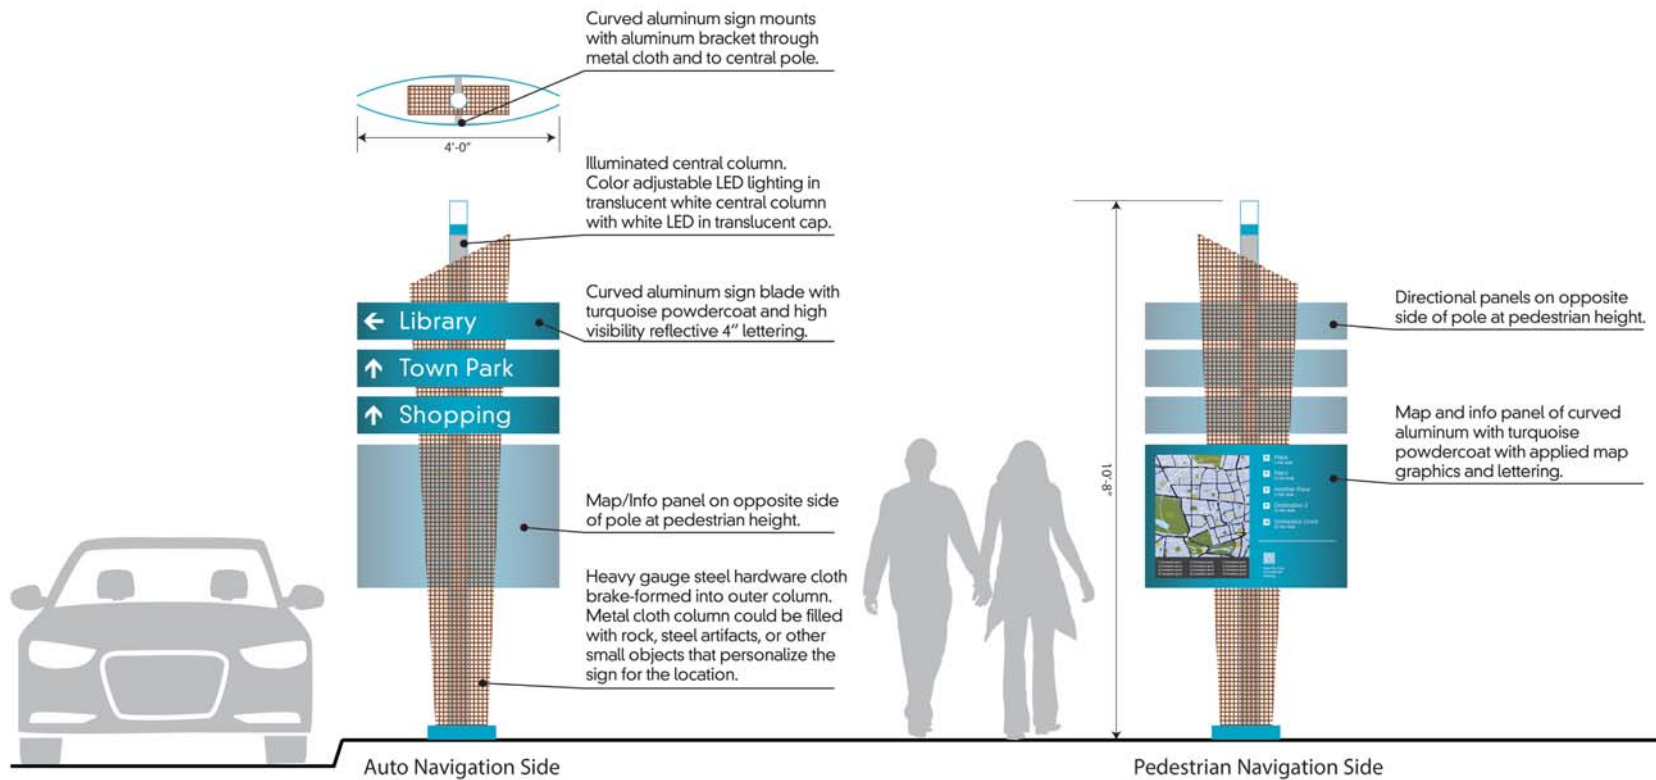 Curved aluminum sign mounts
with aluminum bracket through
metal cloth and to central pole.
4'-0"
Illuminated central column.
Color adjustable LED lighting in
translucent white central column
with white LED in translucent cap.
Curved aluminum sign blade with
turquoise powdercoat and high
visibility reflective 4" lettering.
← Library
↑ Town Park
↑ Shopping
Map/Info panel on opposite side
of pole at pedestrian height.
Heavy gauge steel hardware cloth
brake-formed into outer column.
Metal cloth column could be filled
with rock, steel artifacts, or other
small objects that personalize the
sign for the location.
Auto Navigation Side
10'-8"
Directional panels on opposite
side of pole at pedestrian height.
Map and info panel of curved
aluminum with turquoise
powdercoat with applied map
graphics and lettering.
Place
Another Place
Destination 2
Pedestrian Navigation Side